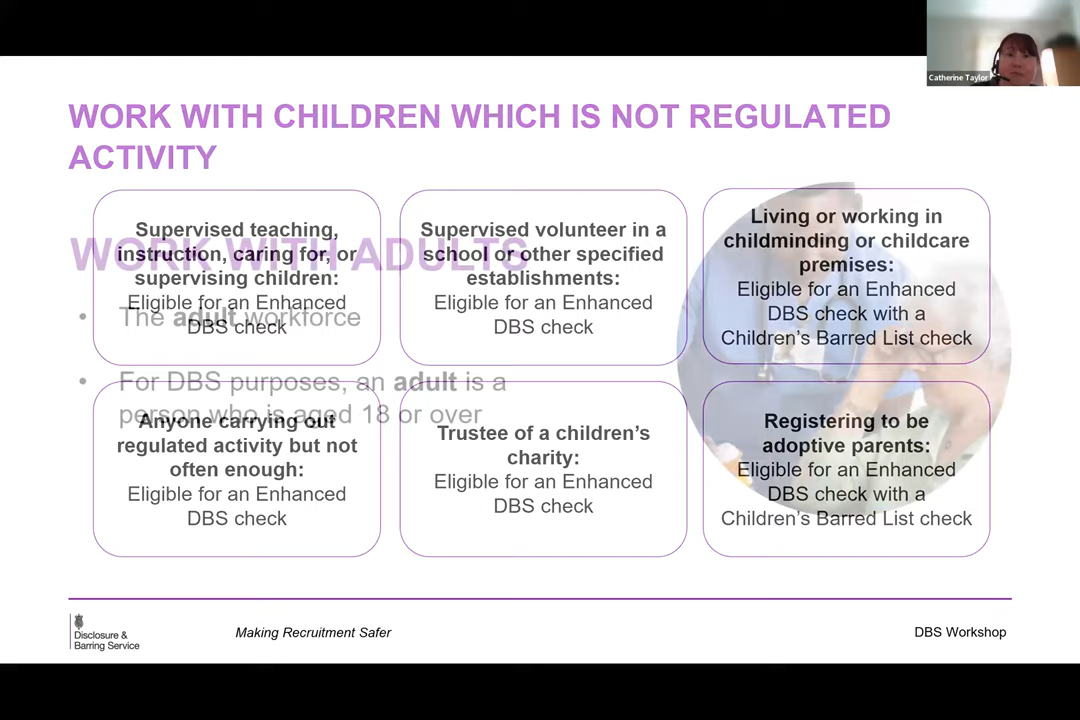 Catherine Taylor
WORK WITH CHILDREN WHICH IS NOT REGULATED
ACTIVITY
Supervised teaching,
instruction, caring for, or
supervising children:
Eligible for an Enhanced
DBS check
Supervised volunteer in a
school or other specified
establishments:
Eligible for an Enhanced
DBS check
Living or working in
childminding or childcare
premises:
Eligible for an Enhanced
DBS check with a
Children's Barred List check
Anyone carrying out
regulated activity but not
often enough:
Eligible for an Enhanced
DBS check
Trustee of a children's
charity:
Eligible for an Enhanced
DBS check
Registering to be
adoptive parents:
Eligible for an Enhanced
DBS check with a
Children's Barred List check
WORK WITH ADULTS
• The adult workforce
• For DBS purposes, an adult is a
person who is aged 18 or over
Disclosure &
Barring Service
Making Recruitment Safer
DBS Workshop